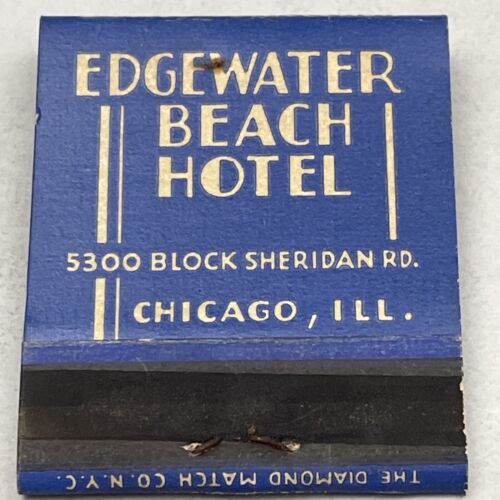 EDGEWATER
BEACH
HOTEL
5300 BLOCK SHERIDAN RD.
CHICAGO, ILL.
THE DIAMOND MATCH CO. N.Y.C.